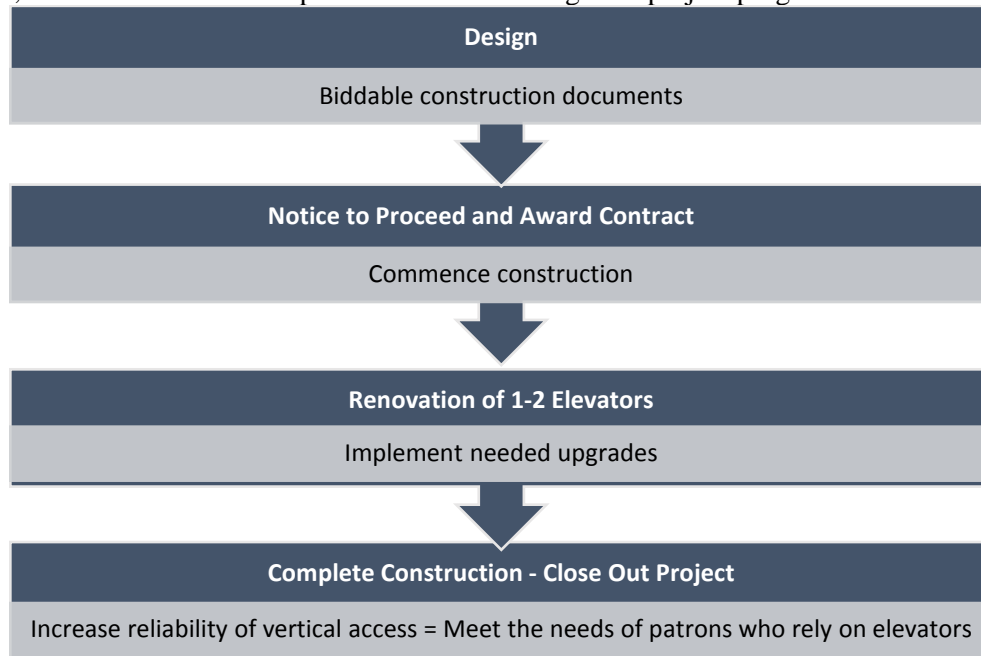 Design
Biddable construction documents
Notice to Proceed and Award Contract
Commence construction
Renovation of 1-2 Elevators
Implement needed upgrades
Complete Construction - Close Out Project
Increase reliability of vertical access = Meet the needs of patrons who rely on elevators